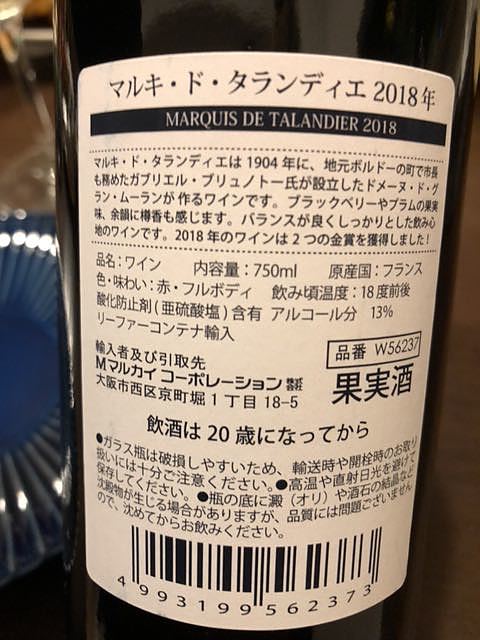 マルキ・ド・タランディエ 2018 年
MARQUIS DE TALANDIER 2018
マルキ・ド・タランディエは 1904 年に、地元ボルドーの町で市長
も務めたガブリエル・ブリュノトー氏が設立したドメーヌ・ド・グ
ラン・ムーランが 作るワインです。ブラックベリーやプラムの果実
味、余韻に樽香も感じます。バランスが良くしっかりとした飲み心
地のワインです。2018 年のワインは 2 つの金賞を獲得しました!
品名:ワイン 内容量:750ml 原産国:フランス
色・味わい:赤・フルボディ 飲み頃温度:18 度前後
酸化防止剤 ( 亜硫酸塩 ) 含有 アルコール分 13%
リーファーコンテナ輸入
品番 W56237
輸入者及び引取先
Mマルカイ コーポレーション 株式会社
大阪市西区京町堀 1 丁目 18-5
果実酒
飲酒は 20 歳になってから
●ガラス瓶は破損しやすいため、輸送時や開栓時のお取り
扱いには十分ご注意ください。●高温や直射日光を避けて
保存してください。●瓶の底に澱(オリ)や酒石の結晶など
沈殿物が生じる場合がありますが、品質には問題ございません
ので、沈めてからお飲みください。
4 993199 562373